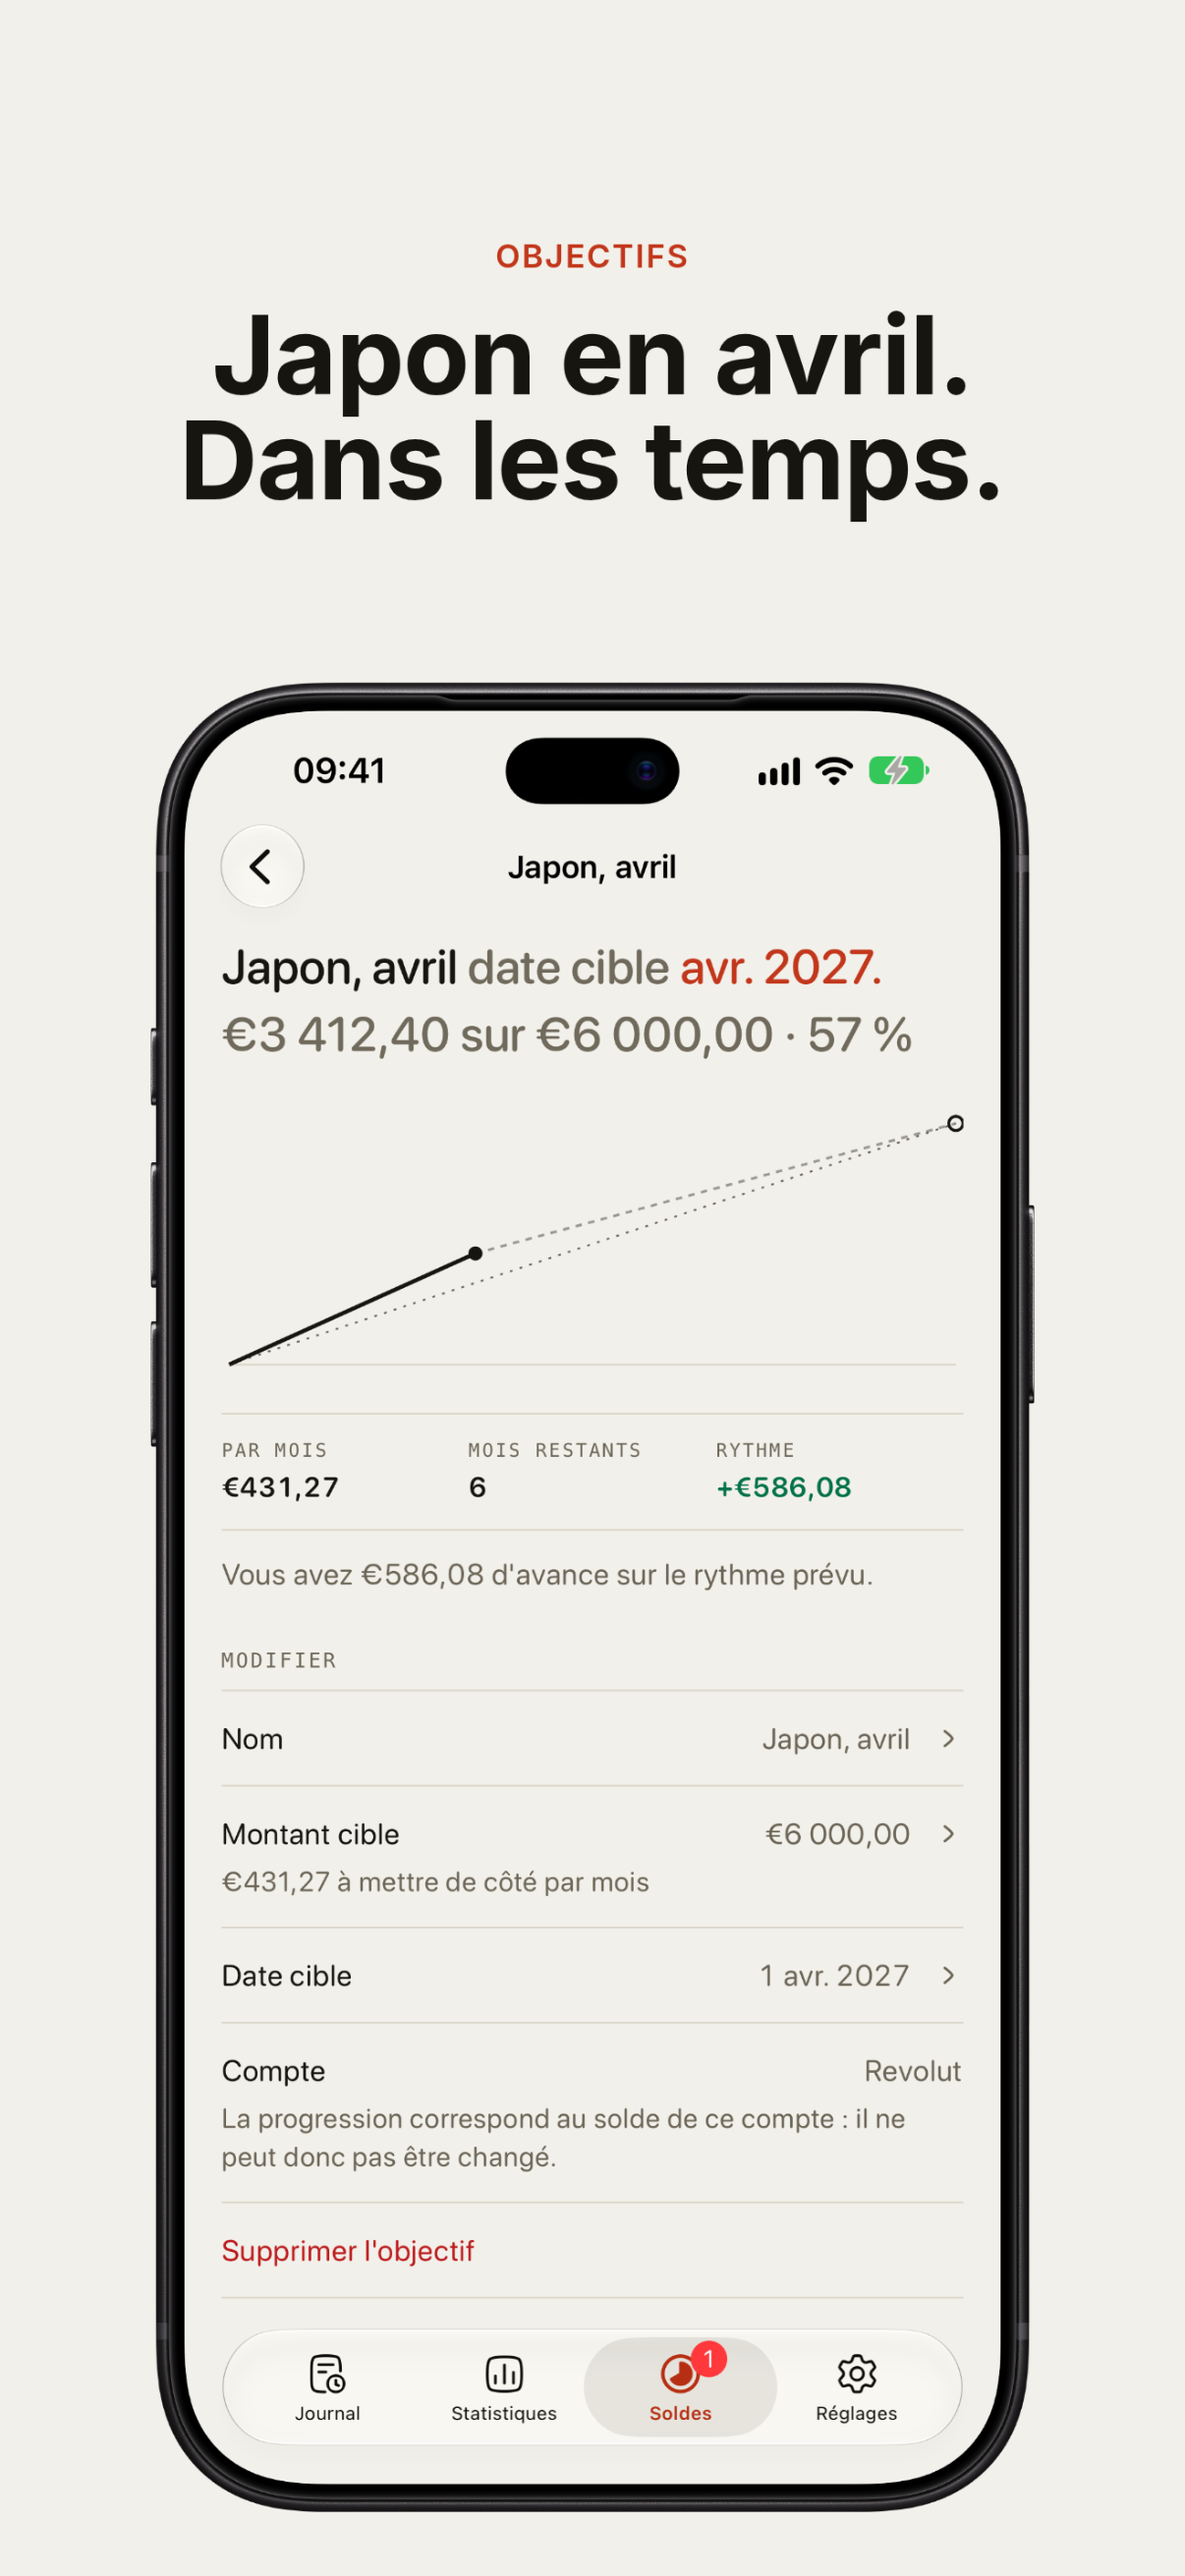 OBJECTIFS
Japon en avril.
Dans les temps.
09:41
Japon, avril
Japon, avril date cible avr. 2027.
€3 412,40 sur €6 000,00 · 57 %
PAR MOIS MOIS RESTANTS RYTHME
€431,27 6 +€586,08
Vous avez €586,08 d'avance sur le rythme prévu.
MODIFIER
Nom Japon, avril
Montant cible €6 000,00
€431,27 à mettre de côté par mois
Date cible 1 avr. 2027
Compte Revolut
La progression correspond au solde de ce compte : il ne
peut donc pas être changé.
Supprimer l'objectif
1
Journal Statistiques Soldes Réglages